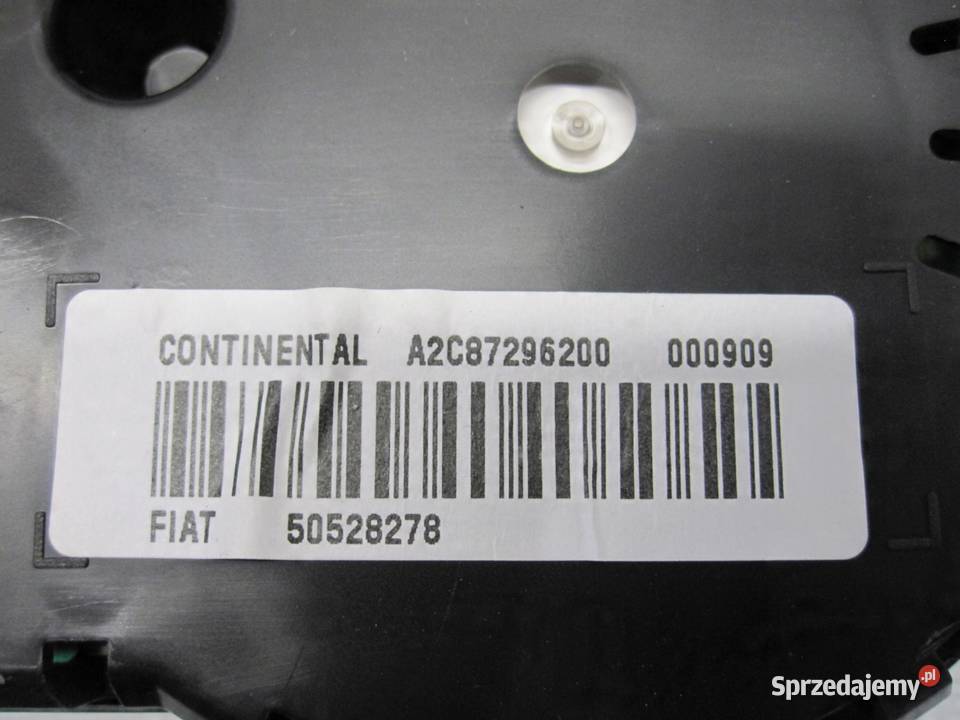 CONTINENTAL A2C87296200 000909
FIAT 50528278
Sprzedajemy.pl